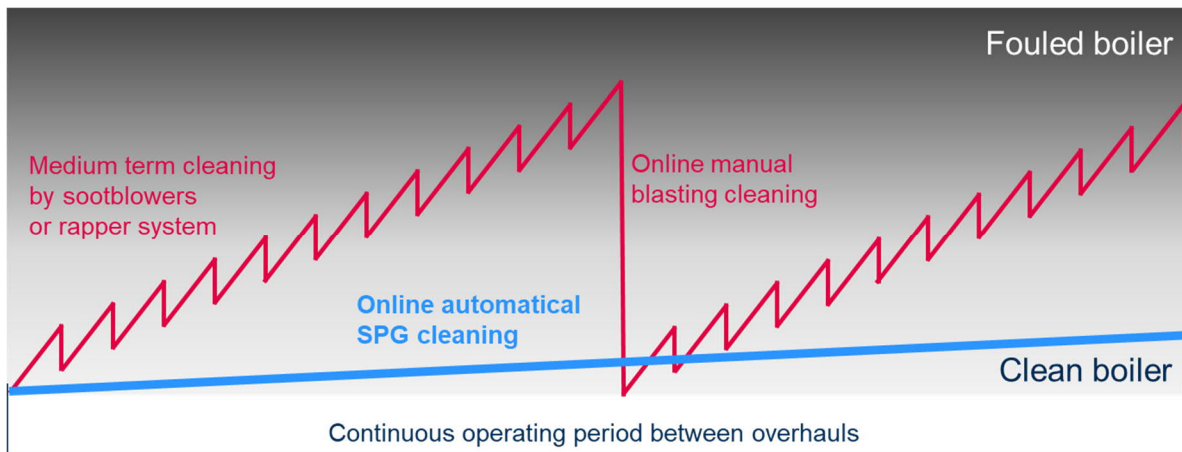 Fouled boiler
Medium term cleaning
by sootblowers
or rapper system
Online manual
blasting cleaning
Online automatical
SPG cleaning
Clean boiler
Continuous operating period between overhauls